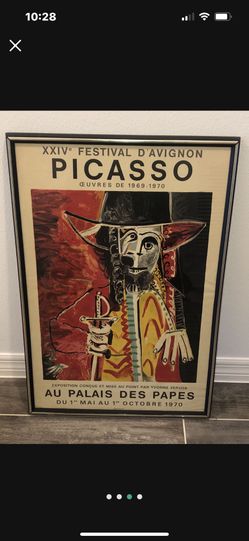 10:28
XXIVᵉ FESTIVAL D'AVIGNON
PICASSO
ŒUVRES DE 1969-1970
EXPOSITION CONÇUE ET MISE AU POINT PAR YVONNE ZERVOS
AU PALAIS DES PAPES
DU 1ᵉʳ MAI AU 1ᵉʳ OCTOBRE 1970